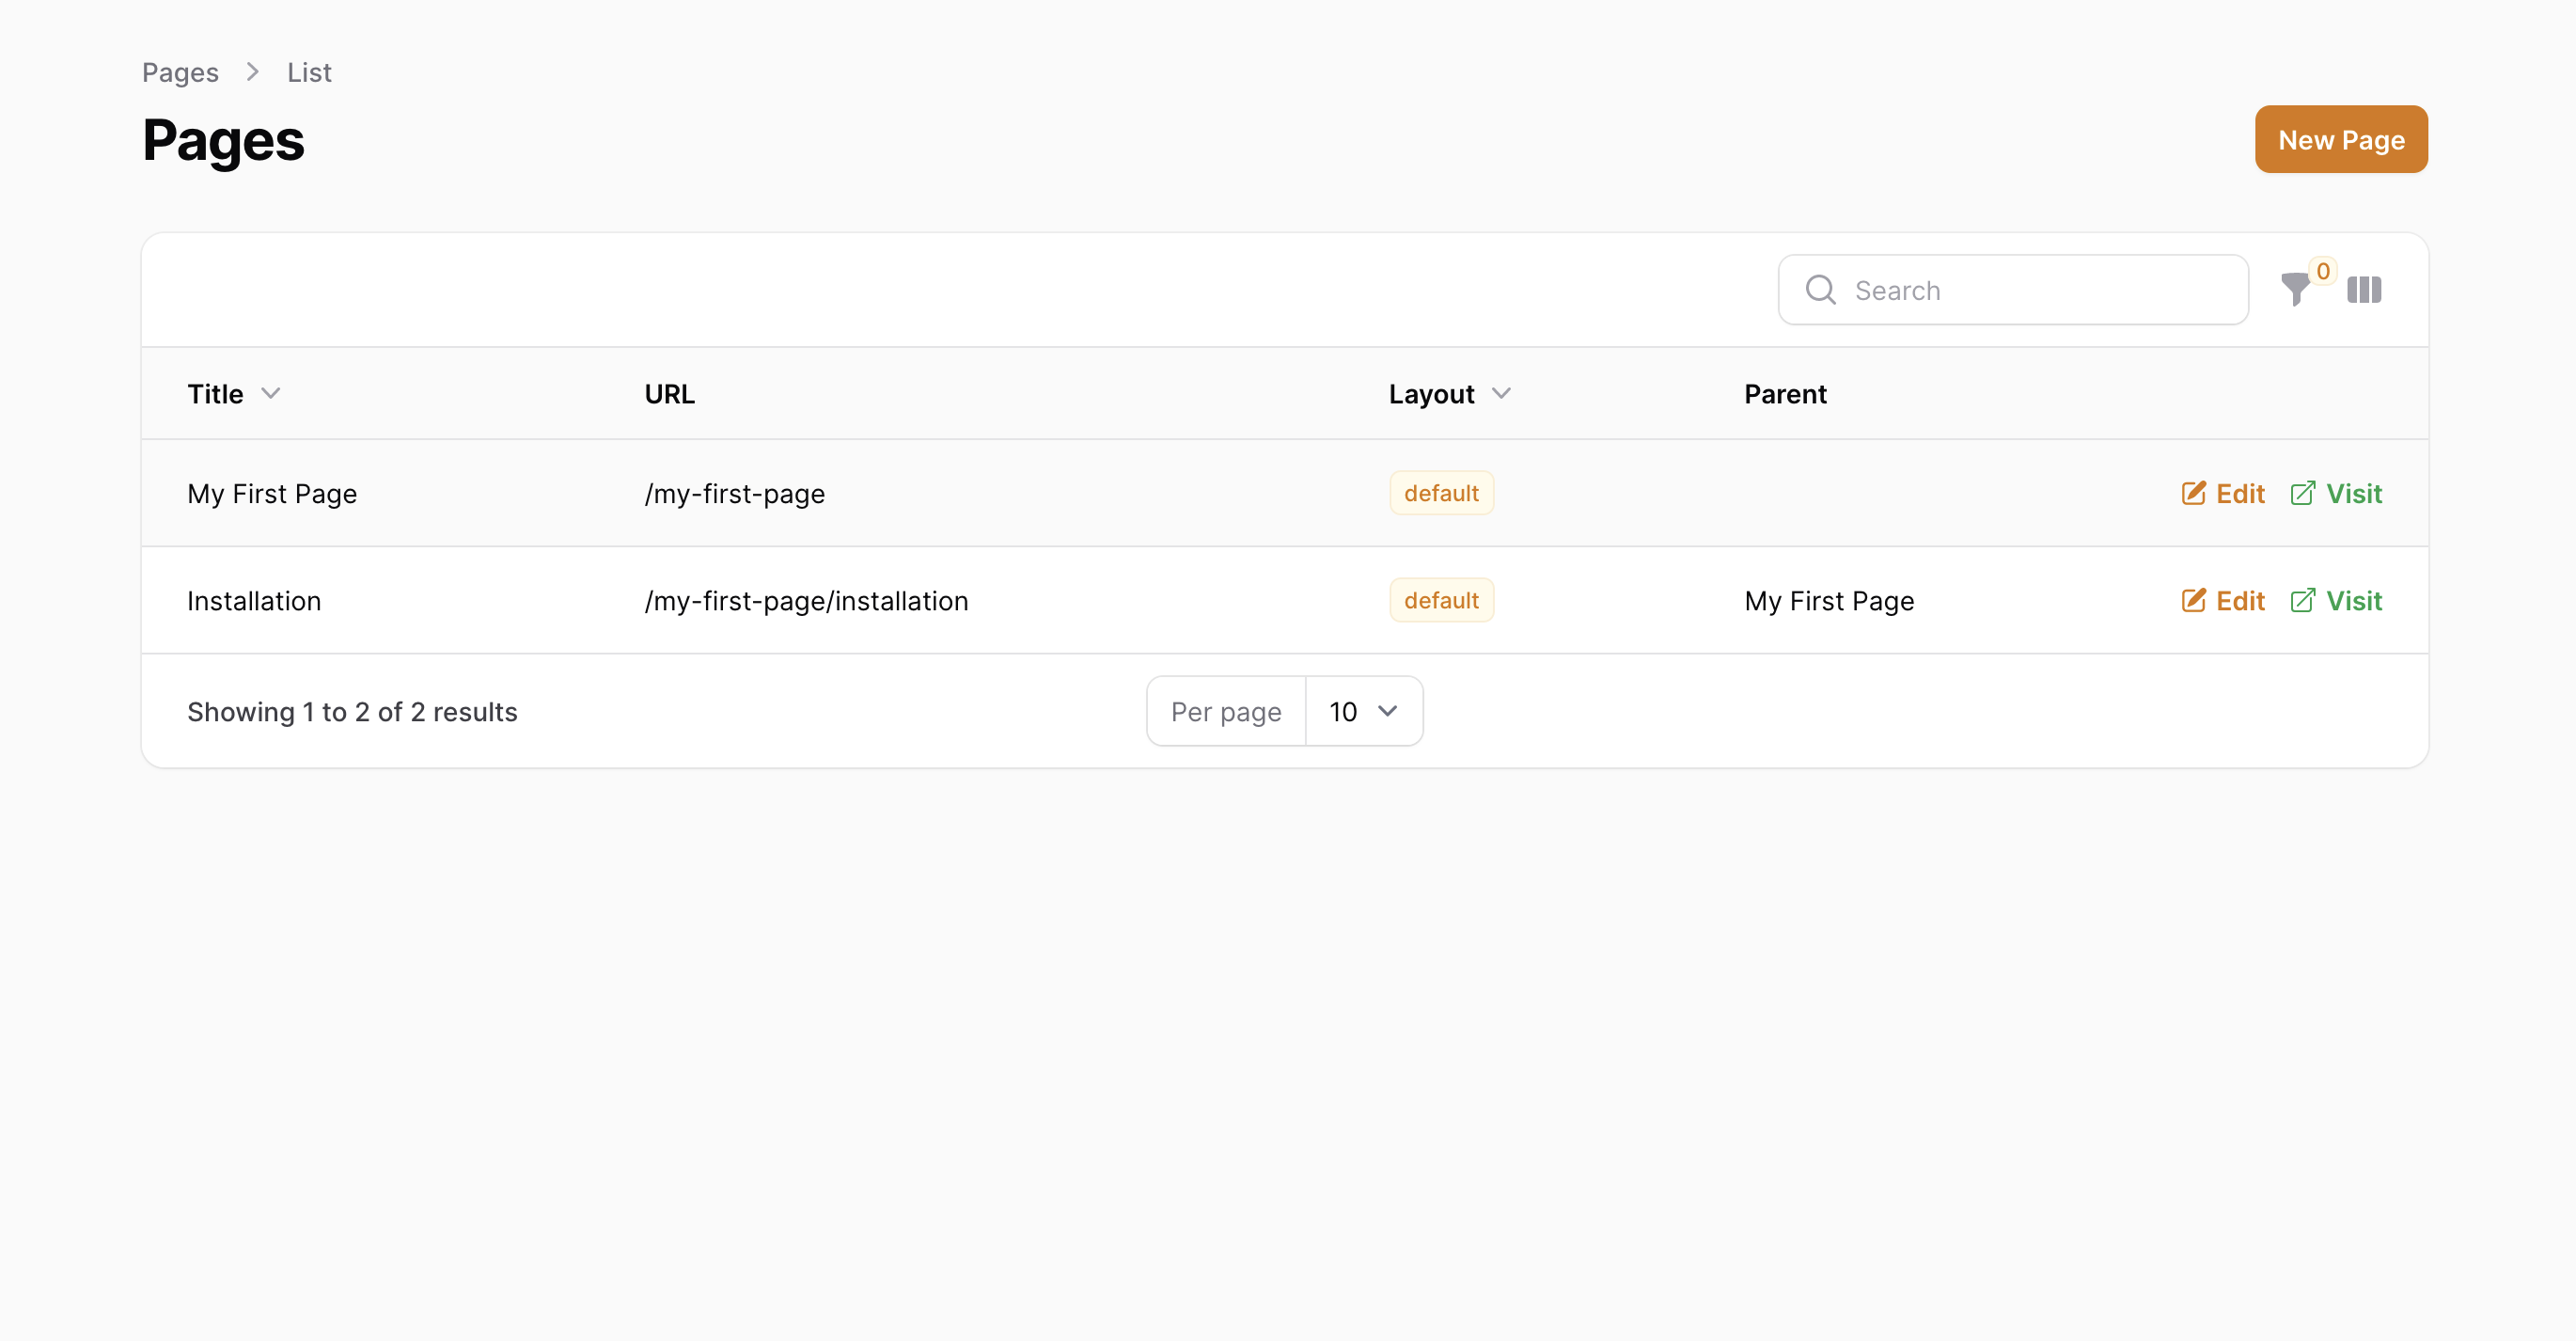 Pages > List
Pages
New Page
Search
0
Title URL Layout Parent
My First Page /my-first-page default Edit Visit
Installation /my-first-page/installation default My First Page Edit Visit
Showing 1 to 2 of 2 results Per page 10